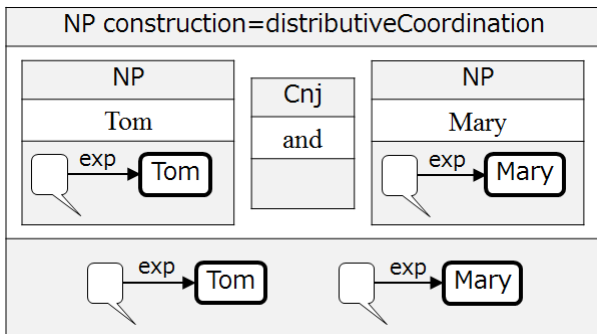 NP construction=distributiveCoordination
NP
Tom
exp
Tom
Cnj
and
NP
Mary
exp
Mary
exp
Tom
exp
Mary